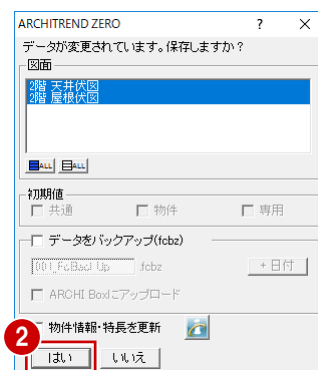 ARCHITREND ZERO ? ×
データが変更されています。保存しますか?
図面
2階 天井伏図
2階 屋根伏図
ALL ALL
初期値
共通 物件 専用
データをバックアップ(fcbz)
001_FcBackUp .fcbz +日付
ARCHI Boxにアップロード
物件情報・特長を更新
2
はい いいえ